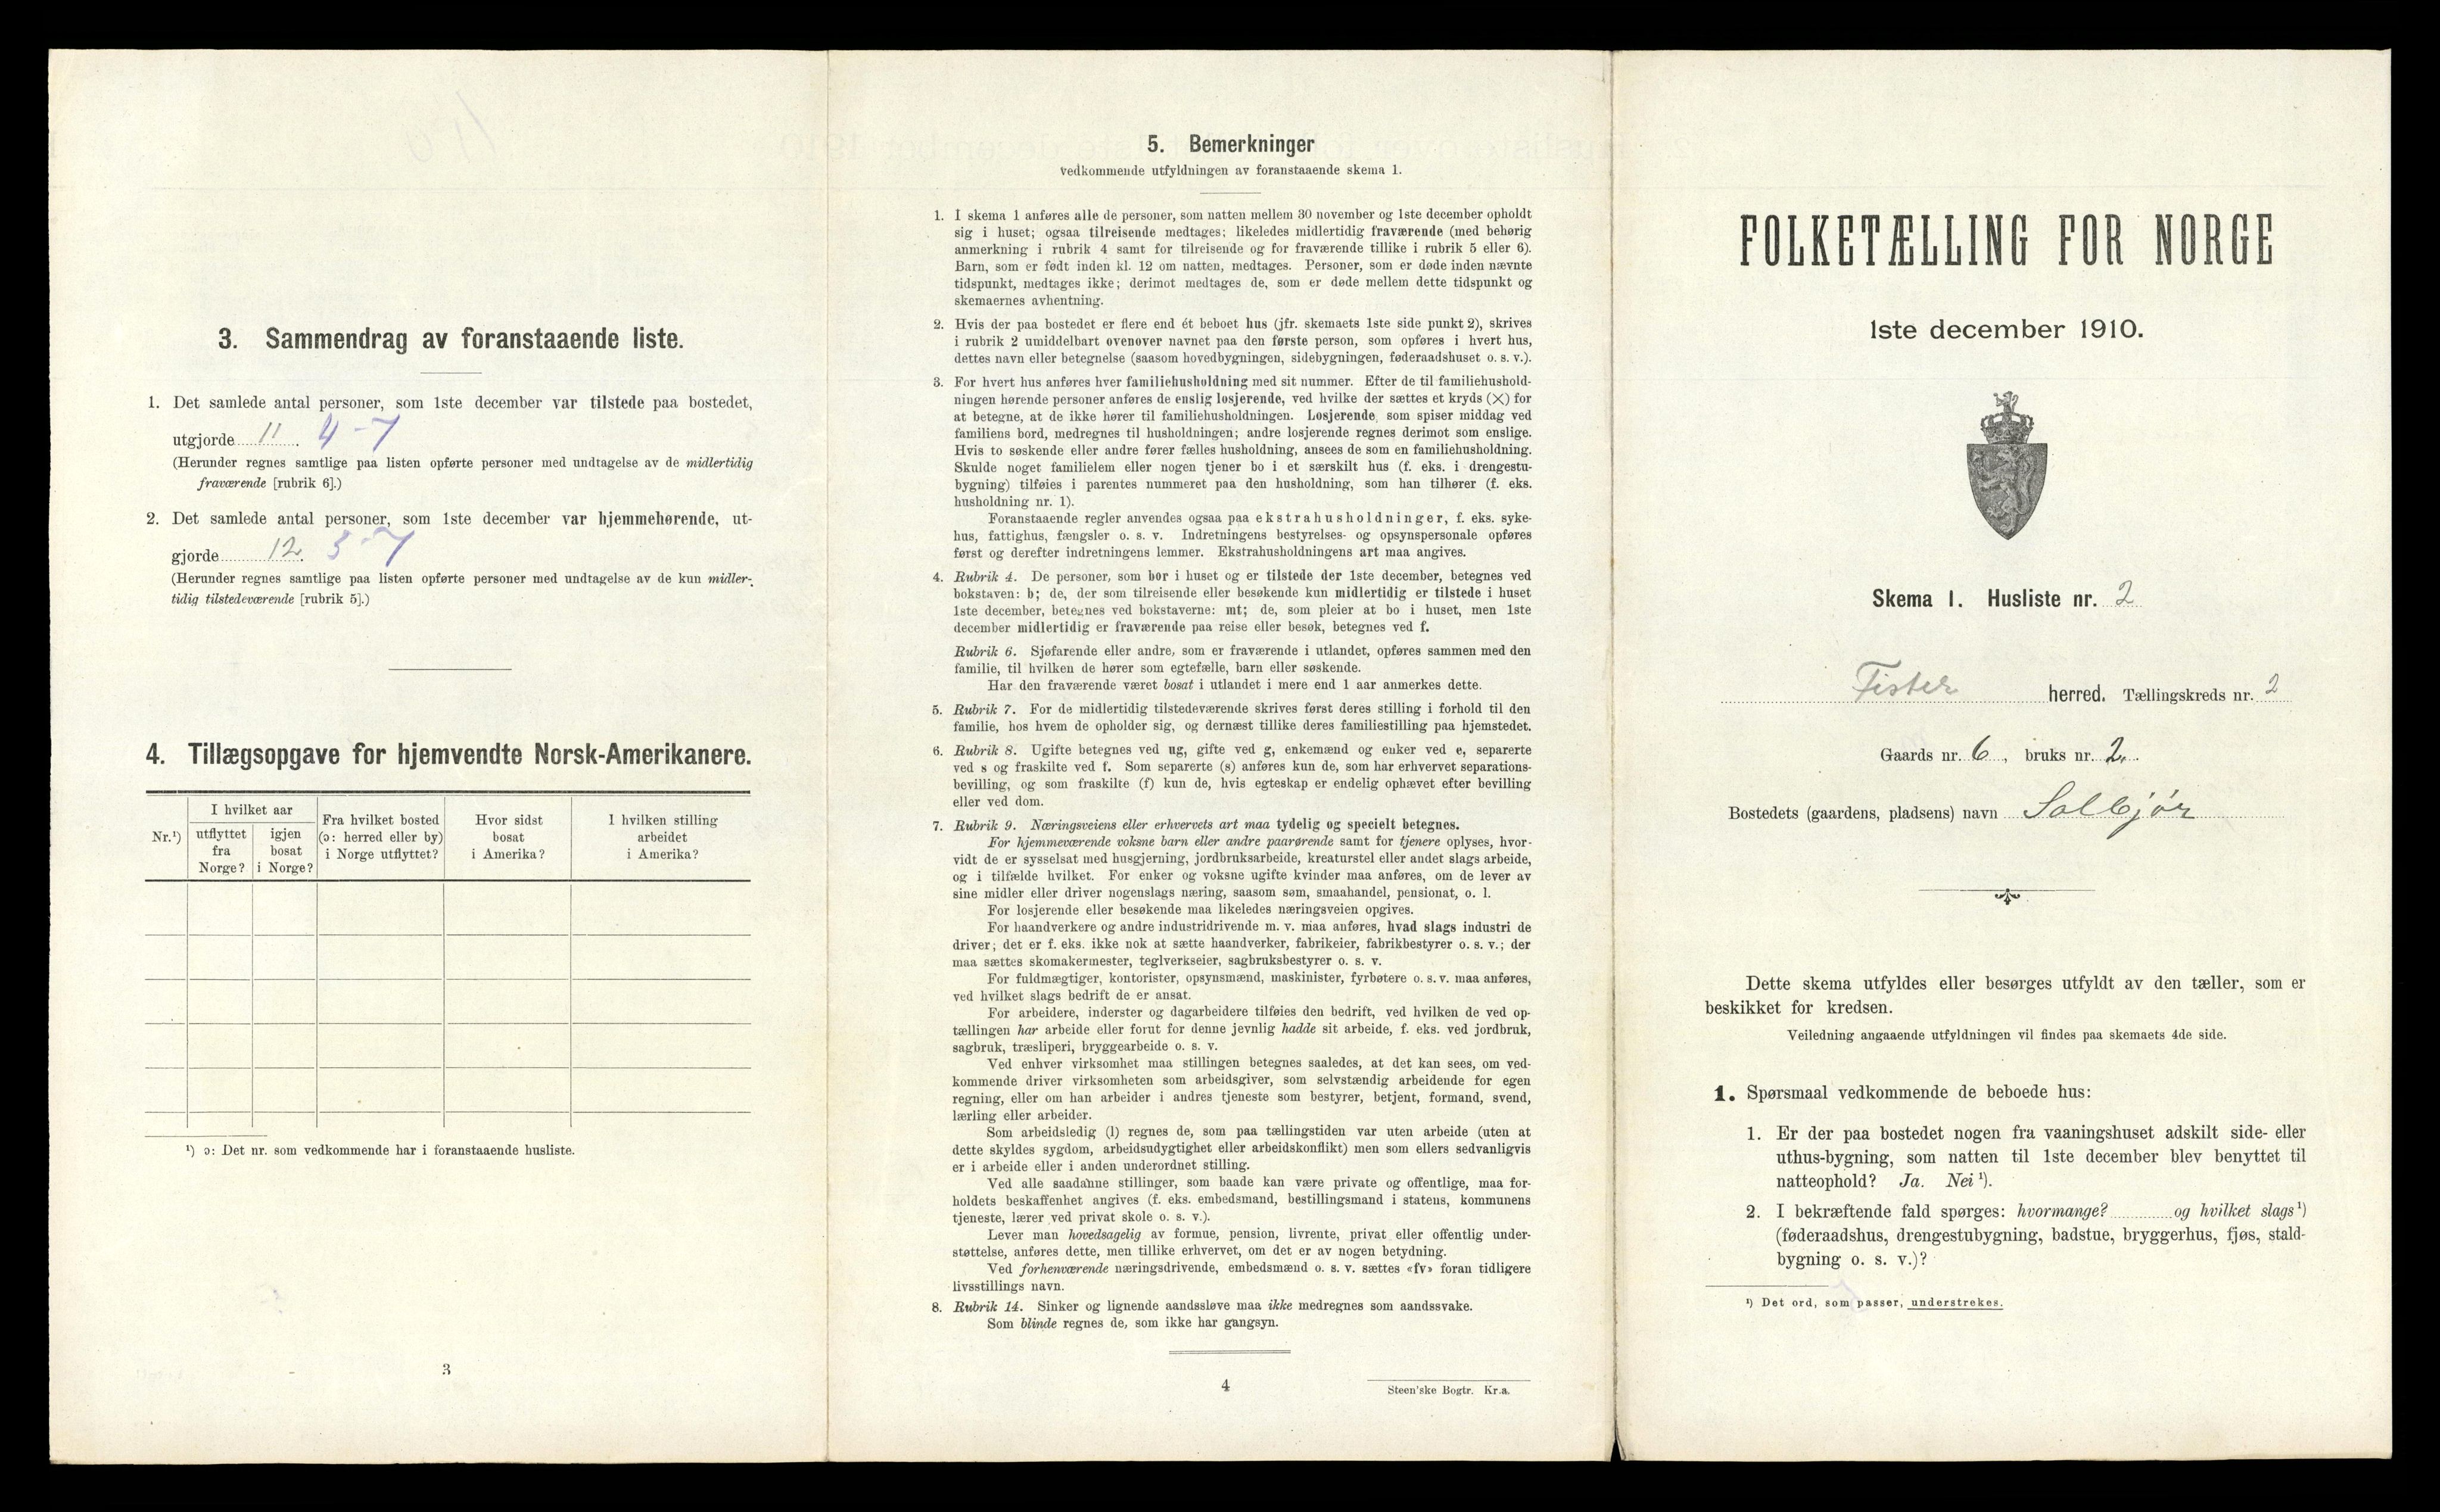 3. Sammendrag av foranstaaende liste.
1. Det samlede antal personer, som 1ste december var tilstede paa bostedet,
utgjorde 11. 4-7
(Herunder regnes samtlige paa listen opførte personer med undtagelse av de midlertidig
fraværende [rubrik 6].)
2. Det samlede antal personer, som 1ste december var hjemmehørende, ut-
gjorde 12. 5-7
(Herunder regnes samtlige paa listen opførte personer med undtagelse av de kun midler-
tidig tilstedeværende [rubrik 5].)
4. Tillægsopgave for hjemvendte Norsk-Amerikanere.
Nr.¹)
I hvilket aar
utflyttet
fra
Norge?
igjen
bosat
i Norge?
Fra hvilket bosted
(ɔ: herred eller by)
i Norge utflyttet?
Hvor sidst
bosat
i Amerika?
I hvilken stilling
arbeidet
i Amerika?
¹) ɔ: Det nr. som vedkommende har i foranstaaende husliste.
3
5. Bemerkninger
vedkommende utfyldningen av foranstaaende skema 1.
1. I skema 1 anføres alle de personer, som natten mellem 30 november og 1ste december opholdt
sig i huset; ogsaa tilreisende medtages; likeledes midlertidig fraværende (med behørig
anmerkning i rubrik 4 samt for tilreisende og for fraværende tillike i rubrik 5 eller 6).
Barn, som er født inden kl. 12 om natten, medtages. Personer, som er døde inden nævnte
tidspunkt, medtages ikke; derimot medtages de, som er døde mellem dette tidspunkt og
skemaernes avhentning.
2. Hvis der paa bostedet er flere end ét beboet hus (jfr. skemaets 1ste side punkt 2), skrives
i rubrik 2 umiddelbart ovenover navnet paa den første person, som opføres i hvert hus,
dettes navn eller betegnelse (saasom hovedbygningen, sidebygningen, føderaadshuset o. s. v.).
3. For hvert hus anføres hver familiehusholdning med sit nummer. Efter de til familiehushold-
ningen hørende personer anføres de enslig losjerende, ved hvilke der sættes et kryds (×) for
at betegne, at de ikke hører til familiehusholdningen. Losjerende som spiser middag ved
familiens bord, medregnes til husholdningen; andre losjerende regnes derimot som enslige.
Hvis to søskende eller andre fører fælles husholdning, ansees de som en familiehusholdning.
Skulde noget familielem eller nogen tjener bo i et særskilt hus (f. eks. i drengestu-
bygning) tilføies i parentes nummeret paa den husholdning, som han tilhører (f. eks.
husholdning nr. 1).
Foranstaaende regler anvendes ogsaa paa ekstrahusholdninger, f. eks. syke-
hus, fattighus, fængsler o. s. v. Indretningens bestyrelses- og opsynspersonale opføres
først og derefter indretningens lemmer. Ekstrahusholdningens art maa angives.
4. Rubrik 4. De personer, som bor i huset og er tilstede der 1ste december, betegnes ved
bokstaven: b; de, der som tilreisende eller besøkende kun midlertidig er tilstede i huset
1ste december, betegnes ved bokstaverne: mt; de, som pleier at bo i huset, men 1ste
december midlertidig er fraværende paa reise eller besøk, betegnes ved f.
Rubrik 6. Sjøfarende eller andre, som er fraværende i utlandet, opføres sammen med den
familie, til hvilken de hører som egtefælle, barn eller søskende.
Har den fraværende været bosat i utlandet i mere end 1 aar anmerkes dette.
5. Rubrik 7. For de midlertidig tilstedeværende skrives først deres stilling i forhold til den
familie, hos hvem de opholder sig, og dernæst tillike deres familiestilling paa hjemstedet.
6. Rubrik 8. Ugifte betegnes ved ug, gifte ved g, enkemænd og enker ved e, separerte
ved s og fraskilte ved f. Som separerte (s) anføres kun de, som har erhvervet separations-
bevilling, og som fraskilte (f) kun de, hvis egteskap er endelig ophævet efter bevilling
eller ved dom.
7. Rubrik 9. Næringsveiens eller erhvervets art maa tydelig og specielt betegnes.
For hjemmeværende voksne barn eller andre paarørende samt for tjenere oplyses, hvor-
vidt de er sysselsat med husgjerning, jordbruksarbeide, kreaturstel eller andet slags arbeide,
og i tilfælde hvilket. For enker og voksne ugifte kvinder maa anføres, om de lever av
sine midler eller driver nogenslags næring, saasom søm, smaahandel, pensionat, o. l.
For losjerende eller besøkende maa likeledes næringsveien opgives.
For haandverkere og andre industridrivende m. v. maa anføres, hvad slags industri de
driver; det er f. eks. ikke nok at sætte haandverker, fabrikeier, fabrikbestyrer o. s. v.; der
maa sættes skomakermester, teglverkseier, sagbruksbestyrer o. s. v.
For fuldmægtiger, kontorister, opsynsmænd, maskinister, fyrbøtere o. s. v. maa anføres,
ved hvilket slags bedrift de er ansat.
For arbeidere, inderster og dagarbeidere tilføies den bedrift, ved hvilken de ved op-
tællingen har arbeide eller forut for denne jevnlig hadde sit arbeide, f. eks. ved jordbruk,
sagbruk, træsliperi, bryggearbeide o. s. v.
Ved enhver virksomhet maa stillingen betegnes saaledes, at det kan sees, om ved-
kommende driver virksomheten som arbeidsgiver, som selvstændig arbeidende for egen
regning, eller om han arbeider i andres tjeneste som bestyrer, betjent, formand, svend,
lærling eller arbeider.
Som arbeidsledig (l) regnes de, som paa tællingstiden var uten arbeide (uten at
dette skyldes sygdom, arbeidsudygtighet eller arbeidskonflikt) men som ellers sedvanligvis
er i arbeide eller i anden underordnet stilling.
Ved alle saadanne stillinger, som baade kan være private og offentlige, maa for-
holdets beskaffenhet angives (f. eks. embedsmand, bestillingsmand i statens, kommunens
tjeneste, lærer ved privat skole o. s. v.).
Lever man hovedsagelig av formue, pension, livrente, privat eller offentlig under-
støttelse, anføres dette, men tillike erhvervet, om det er av nogen betydning.
Ved forhenværende næringsdrivende, embedsmænd o. s. v. sættes «fv» foran tidligere
livsstillings navn.
8. Rubrik 14. Sinker og lignende aandssløve maa ikke medregnes som aandssvake.
Som blinde regnes de, som ikke har gangsyn.
4
Steen'ske Bogtr. Kr.a.
FOLKETÆLLING FOR NORGE
1ste december 1910.
Skema I. Husliste nr. 2
Fister herred. Tællingskreds nr. 2
Gaards nr. 6, bruks nr. 2.
Bostedets (gaardens, pladsens) navn Solbjør
Dette skema utfyldes eller besørges utfyldt av den tæller, som er
beskikket for kredsen.
Veiledning angaaende utfyldningen vil findes paa skemaets 4de side.
1. Spørsmaal vedkommende de beboede hus:
1. Er der paa bostedet nogen fra vaaningshuset adskilt side- eller
uthus-bygning, som natten til 1ste december blev benyttet til
natteophold? Ja. Nei ¹).
2. I bekræftende fald spørges: hvormange? og hvilket slags ¹)
(føderaadshus, drengestubygning, badstue, bryggerhus, fjøs, stald-
bygning o. s. v.)?
¹) Det ord, som passer, understrekes.